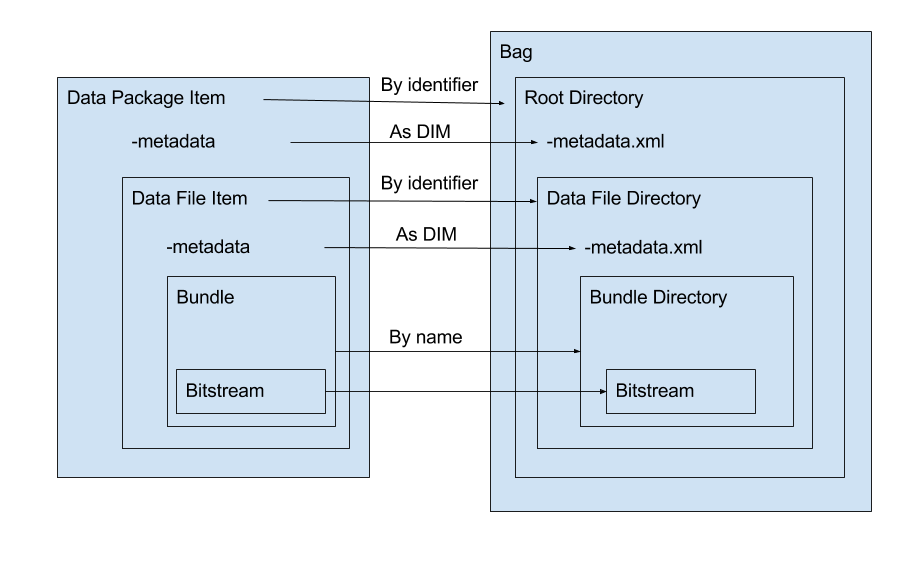 Bag
Data Package Item
By identifier
Root Directory
-metadata
As DIM
-metadata.xml
Data File Item
By identifier
Data File Directory
-metadata
As DIM
-metadata.xml
Bundle
Bundle Directory
By name
Bitstream
Bitstream